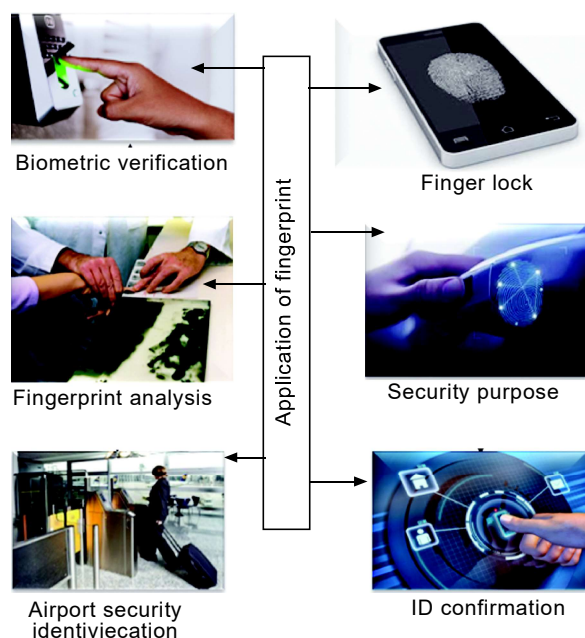 Biometric verification
Finger lock
Application of fingerprint
Fingerprint analysis
Security purpose
Airport security
identiviecation
ID confirmation